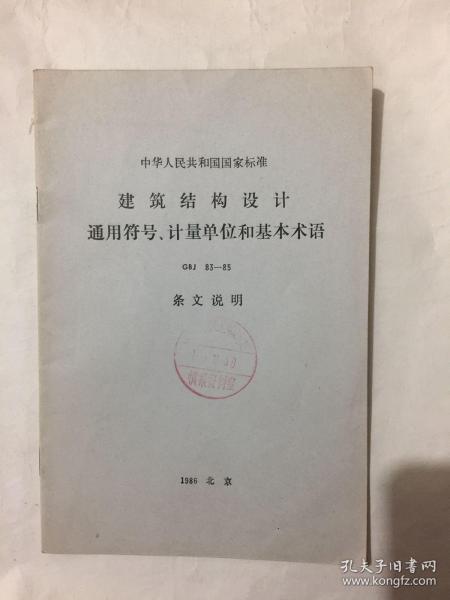 中华人民共和国国家标准
建筑结构设计
通用符号、计量单位和基本术语
GBJ 83—85
条文说明
1986 北京
孔夫子旧书网
www.kongfz.com